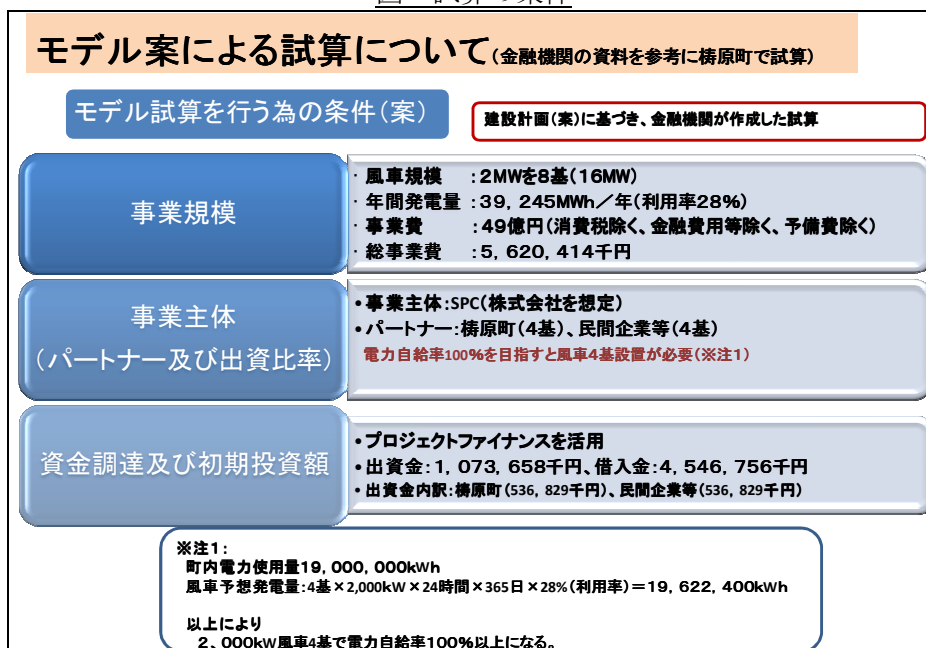 モデル案による試算について(金融機関の資料を参考に梼原町で試算)
モデル試算を行う為の条件(案)
建設計画(案)に基づき、金融機関が作成した試算
事業規模
・風車規模 :2MWを8基(16MW)
・年間発電量:39,245MWh/年(利用率28%)
・事業費 :49億円(消費税除く、金融費用等除く、予備費除く)
・総事業費 :5,620,414千円
事業主体
(パートナー及び出資比率)
•事業主体:SPC(株式会社を想定)
•パートナー:梼原町(4基)、民間企業等(4基)
電力自給率100%を目指すと風車4基設置が必要(※注1)
資金調達及び初期投資額
•プロジェクトファイナンスを活用
•出資金:1,073,658千円、借入金:4,546,756千円
•出資金内訳:梼原町(536,829千円)、民間企業等(536,829千円)
※注1:
町内電力使用量19,000,000kWh
風車予想発電量:4基×2,000kW×24時間×365日×28%(利用率)=19,622,400kWh
以上により
2、000kW風車4基で電力自給率100%以上になる。